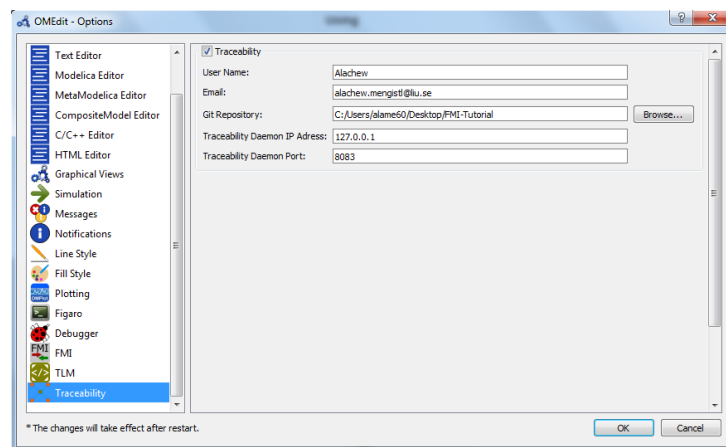 OMEdit - Options
Text Editor
Modelica Editor
MetaModelica Editor
CompositeModel Editor
C/C++ Editor
HTML Editor
Graphical Views
Simulation
Messages
Notifications
Line Style
Fill Style
Plotting
Figaro
Debugger
FMI
TLM
Traceability
Traceability
User Name:
Alachew
Email:
alachew.mengist@liu.se
Git Repository:
C:/Users/alame60/Desktop/FMI-Tutorial
Browse...
Traceability Daemon IP Adress:
127.0.0.1
Traceability Daemon Port:
8083
* The changes will take effect after restart.
OK
Cancel